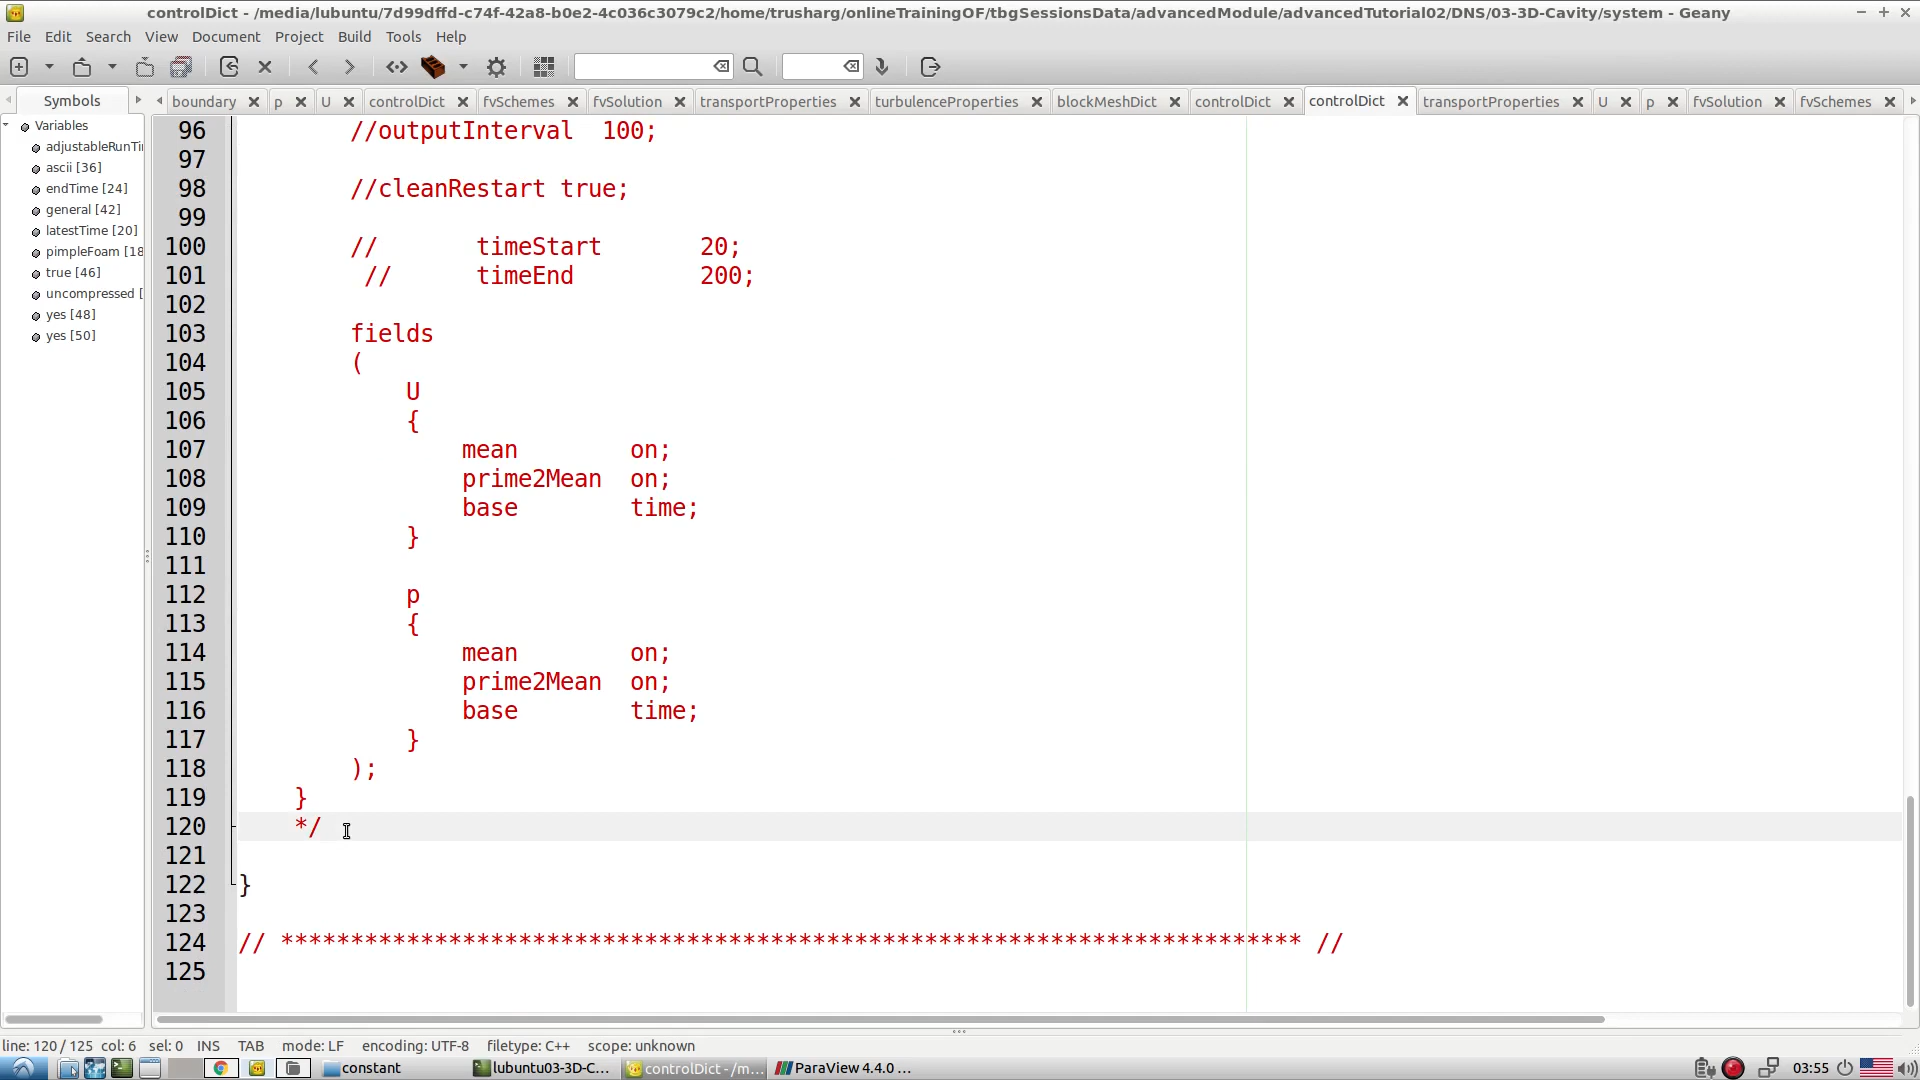 controlDict - /media/lubuntu/7d99dffd-c74f-42a8-b0e2-4c036c3079c2/home/trusharg/onlineTrainingOF/tbgSessionsData/advancedModule/advancedTutorial02/DNS/03-3D-Cavity/system - Geany
File Edit Search View Document Project Build Tools Help
Symbols boundary p U controlDict fvSchemes fvSolution transportProperties turbulenceProperties blockMeshDict controlDict controlDict transportProperties U p fvSolution fvSchemes
Variables
adjustableRunTi
ascii [36]
endTime [24]
general [42]
latestTime [20]
pimpleFoam [18
true [46]
uncompressed [
yes [48]
yes [50]
96 //outputInterval 100;
97
98 //cleanRestart true;
99
100 // timeStart 20;
101 // timeEnd 200;
102
103 fields
104 (
105 U
106 {
107 mean on;
108 prime2Mean on;
109 base time;
110 }
111
112 p
113 {
114 mean on;
115 prime2Mean on;
116 base time;
117 }
118 );
119 }
120 */
121
122 }
123
124 // ************************************************************************* //
125
line: 120 / 125 col: 6 sel: 0 INS TAB mode: LF encoding: UTF-8 filetype: C++ scope: unknown
constant lubuntu03-3D-C... controlDict - /m... ParaView 4.4.0 ... 03:55